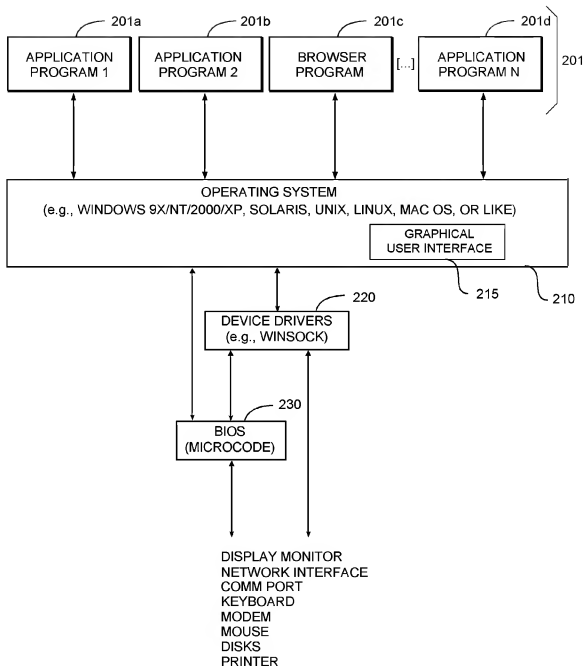 201a
201b
201c
201d
APPLICATION
PROGRAM 1
APPLICATION
PROGRAM 2
BROWSER
PROGRAM
[...]
APPLICATION
PROGRAM N
201
OPERATING SYSTEM
(e.g., WINDOWS 9X/NT/2000/XP, SOLARIS, UNIX, LINUX, MAC OS, OR LIKE)
GRAPHICAL
USER INTERFACE
215
210
220
DEVICE DRIVERS
(e.g., WINSOCK)
230
BIOS
(MICROCODE)
DISPLAY MONITOR
NETWORK INTERFACE
COMM PORT
KEYBOARD
MODEM
MOUSE
DISKS
PRINTER